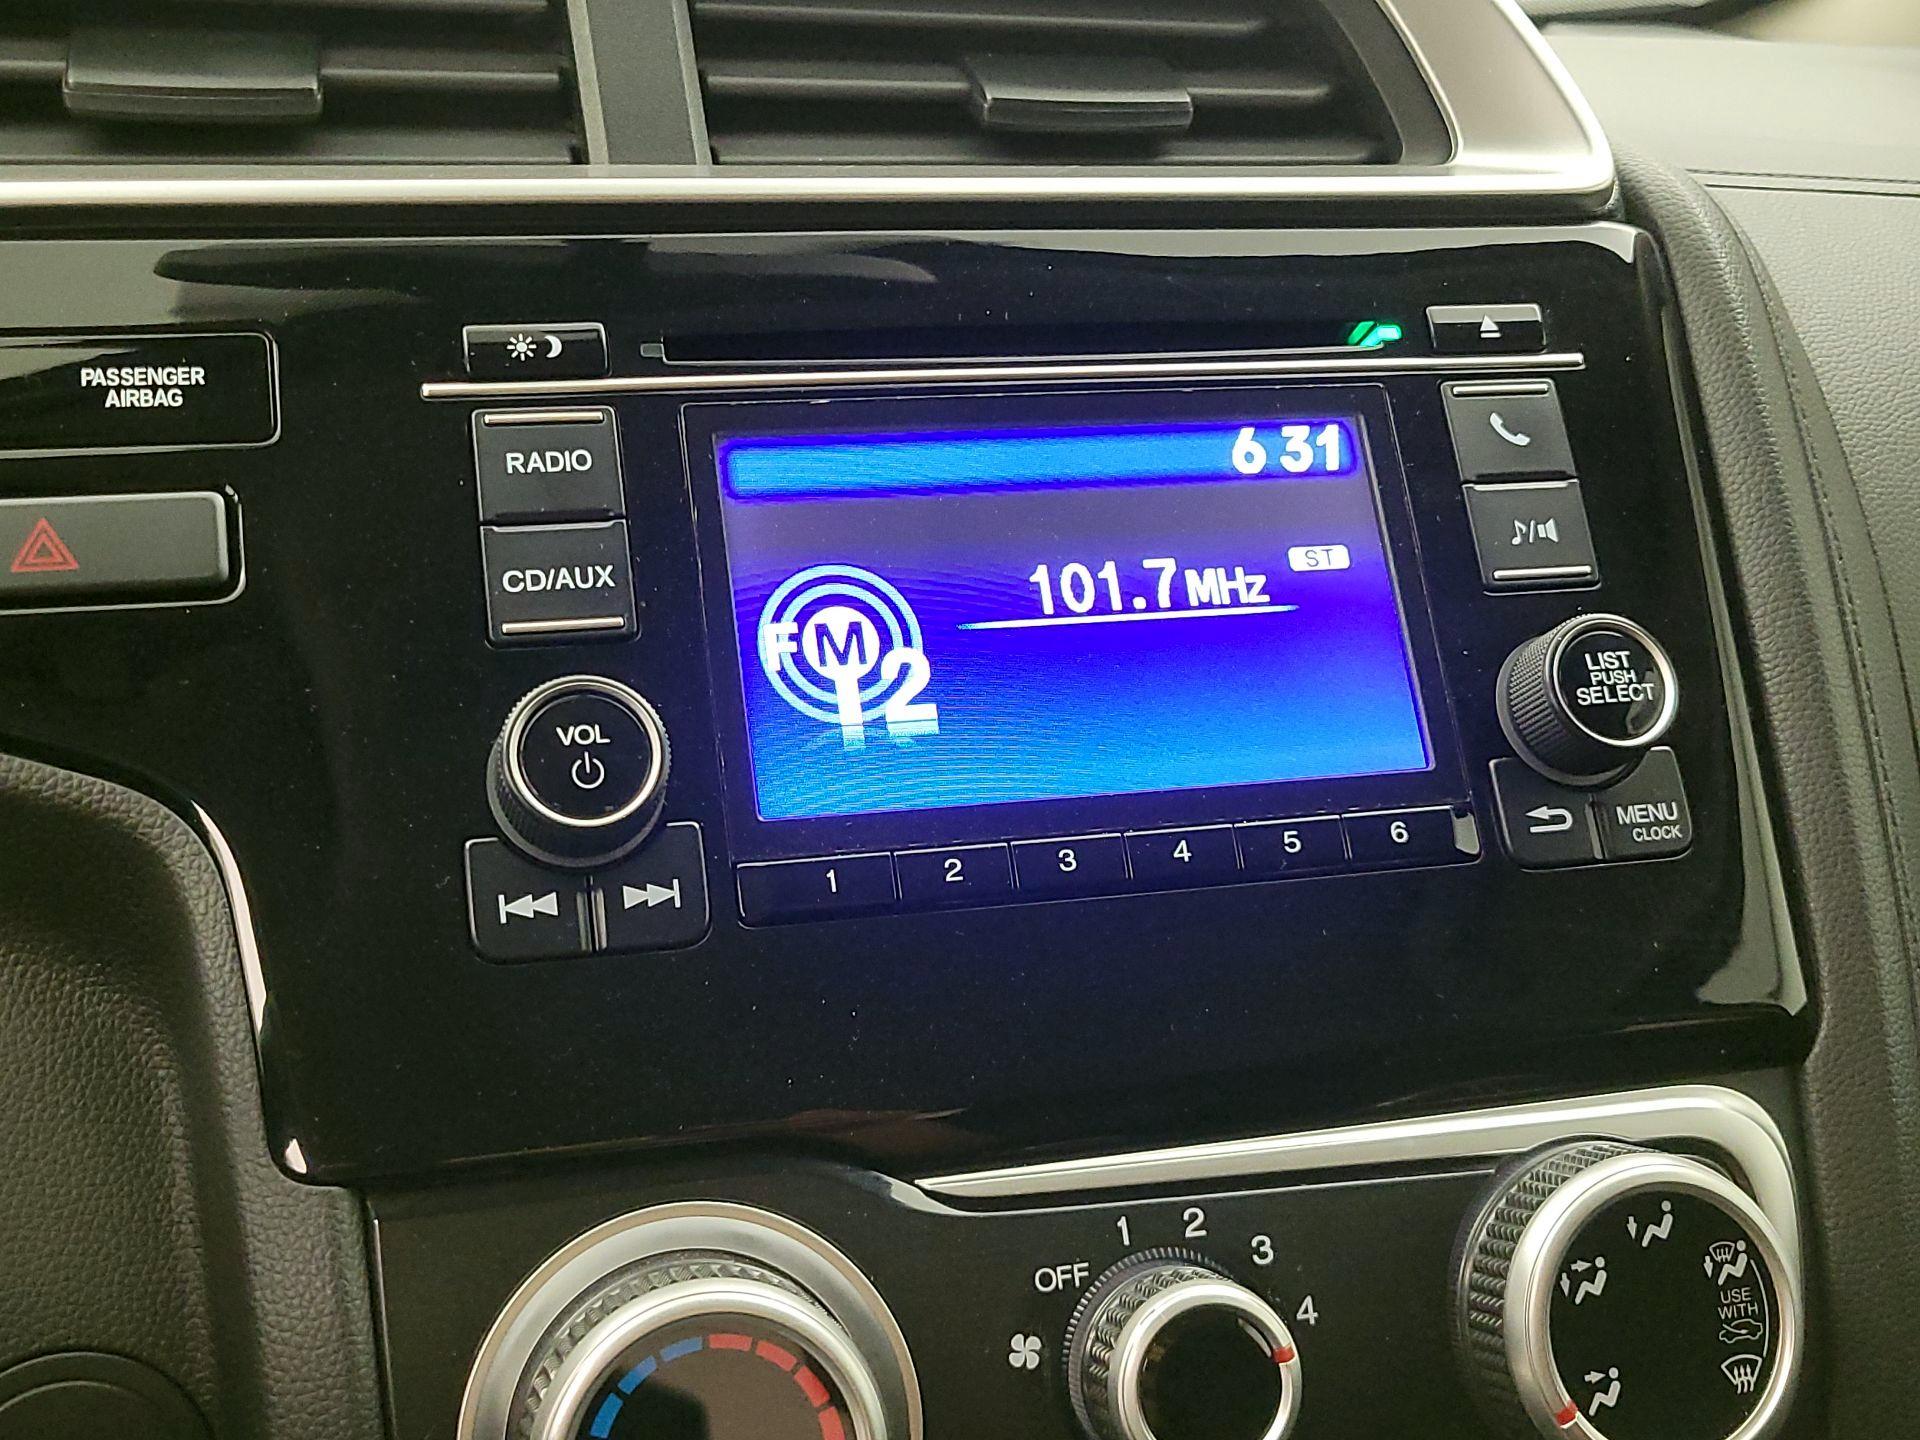 PASSENGER
AIRBAG
RADIO
CD/AUX
VOL
6 31
101.7 MHz
ST
FM
2
LIST
PUSH
SELECT
MENU
CLOCK
1 2 3 4 5 6
OFF 1 2 3 4
USE
WITH